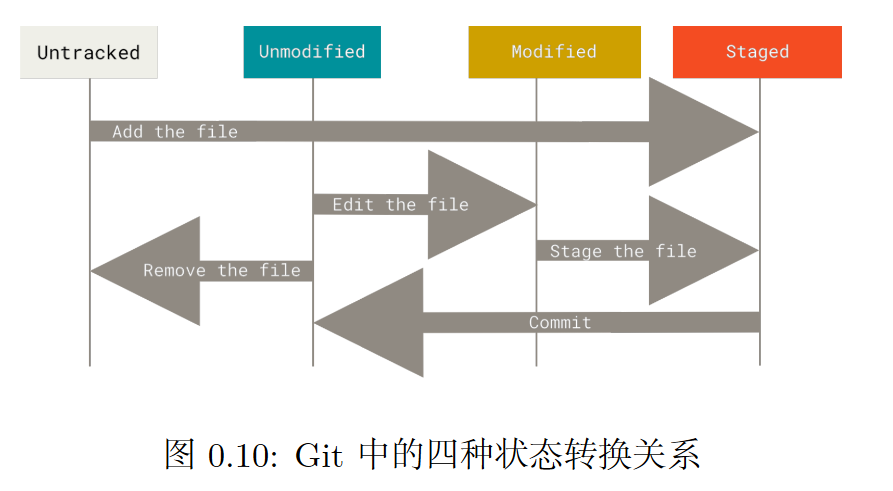 Untracked
Unmodified
Modified
Staged
Add the file
Edit the file
Stage the file
Remove the file
Commit
图 0.10: Git 中的四种状态转换关系